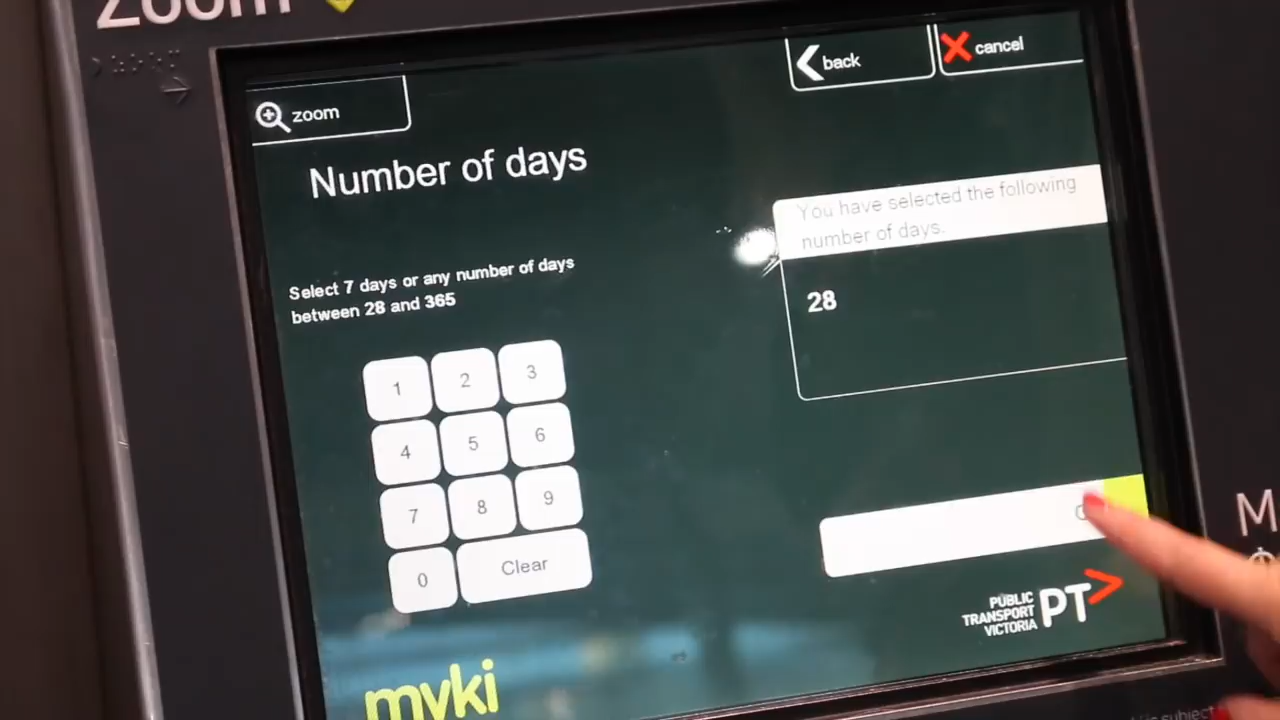 Zoom
zoom
back
cancel
Number of days
You have selected the following
number of days.
Select 7 days or any number of days
between 28 and 365
28
1 2 3
4 5 6
7 8 9
0 Clear
PUBLIC
TRANSPORT
VICTORIA
PT
myki
M
subject